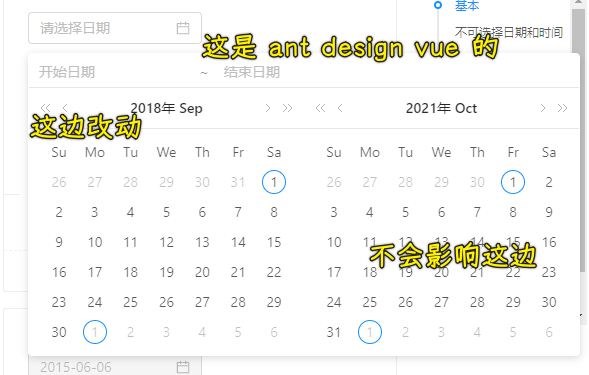 基本
请选择日期
不可选择日期和时间
这是 ant design vue 的
开始日期 ~ 结束日期
2018年 Sep 2021年 Oct
这边改动
Su Mo Tu We Th Fr Sa Su Mo Tu We Th Fr Sa
26 27 28 29 30 31 1 26 27 28 29 30 1 2
2 3 4 5 6 7 8 3 4 5 6 7 8 9
9 10 11 12 13 14 15 10 11 12 13 14 15 16
不会影响这边
16 17 18 19 20 21 22 17 18 19 20 21 22 23
23 24 25 26 27 28 29 24 25 26 27 28 29 30
30 1 2 3 4 5 6 31 1 2 3 4 5 6
2015-06-06